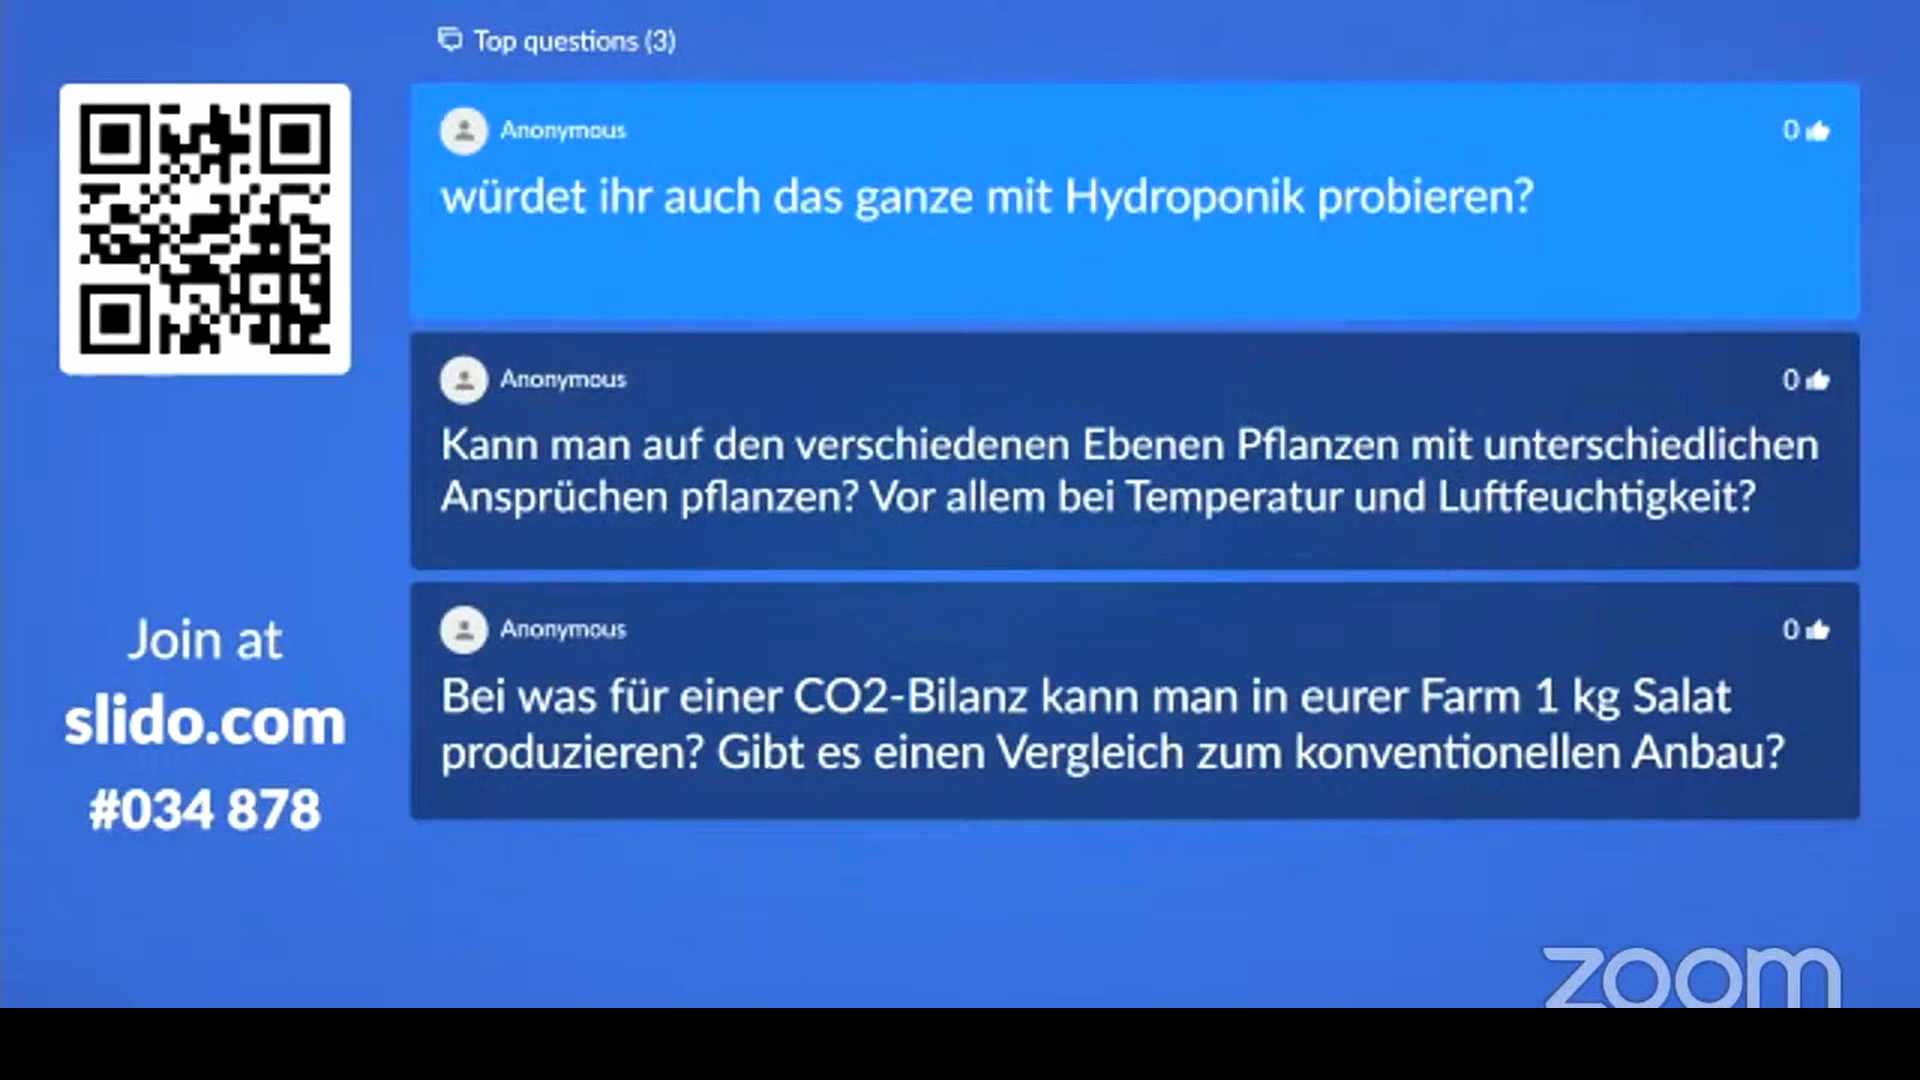 Top questions (3)
Anonymous
0
würdet ihr auch das ganze mit Hydroponik probieren?
Anonymous
0
Kann man auf den verschiedenen Ebenen Pflanzen mit unterschiedlichen
Ansprüchen pflanzen? Vor allem bei Temperatur und Luftfeuchtigkeit?
Anonymous
0
Bei was für einer CO2-Bilanz kann man in eurer Farm 1 kg Salat
produzieren? Gibt es einen Vergleich zum konventionellen Anbau?
Join at
slido.com
#034 878
zoom